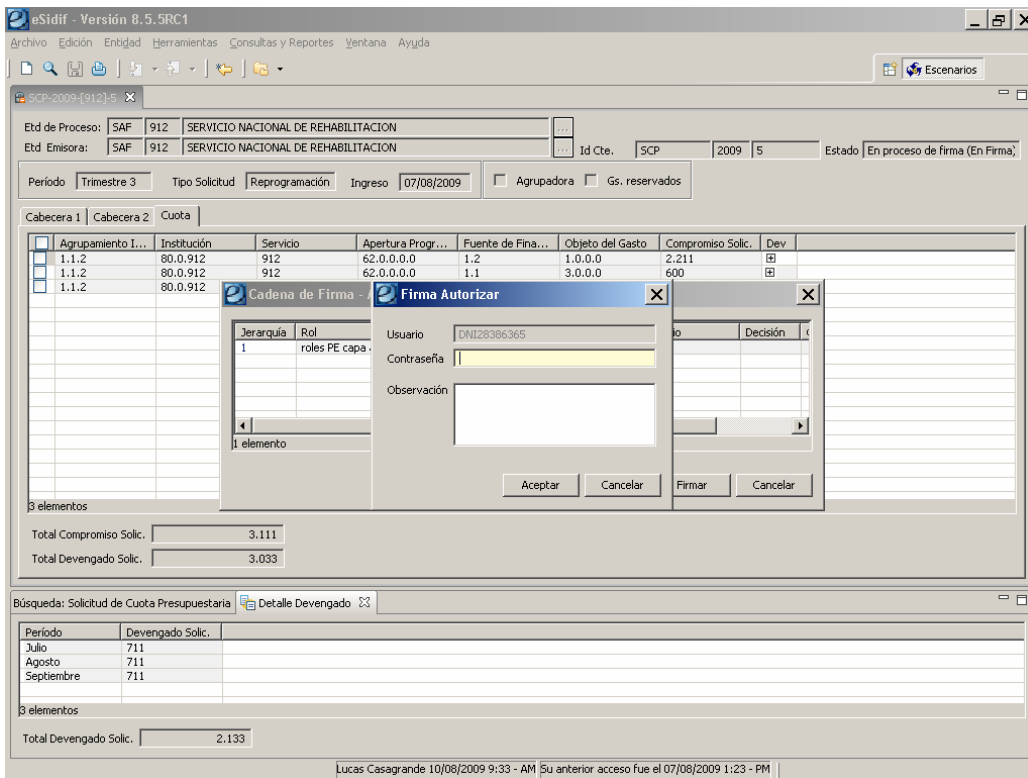 eSidif - Versión 8.5.5RC1
Archivo Edición Entidad Herramientas Consultas y Reportes Ventana Ayuda
Escenarios
SCP-2009-[912]-5
Etd de Proceso: SAF 912 SERVICIO NACIONAL DE REHABILITACION ...
Etd Emisora: SAF 912 SERVICIO NACIONAL DE REHABILITACION ... Id Cte. SCP 2009 5 Estado En proceso de firma (En Firma)
Período Trimestre 3 Tipo Solicitud Reprogramación Ingreso 07/08/2009 Agrupadora Gs. reservados
Cabecera 1 Cabecera 2 Cuota
Agrupamiento I... Institución Servicio Apertura Progr... Fuente de Fina... Objeto del Gasto Compromiso Solic. Dev
1.1.2 80.0.912 912 62.0.0.0.0 1.2 1.0.0.0 2.211
1.1.2 80.0.912 912 62.0.0.0.0 1.1 3.0.0.0 600
1.1.2 80.0.912
Cadena de Firma - A
Firma Autorizar
Jerarquía Rol Decisión
1 roles PE capa
Usuario DNI28386365
Contraseña
Observación
1 elemento
Aceptar Cancelar Firmar Cancelar
3 elementos
Total Compromiso Solic. 3.111
Total Devengado Solic. 3.033
Búsqueda: Solicitud de Cuota Presupuestaria Detalle Devengado
Período Devengado Solic.
Julio 711
Agosto 711
Septiembre 711
3 elementos
Total Devengado Solic. 2.133
Lucas Casagrande 10/08/2009 9:33 - AM Su anterior acceso fue el 07/08/2009 1:23 - PM